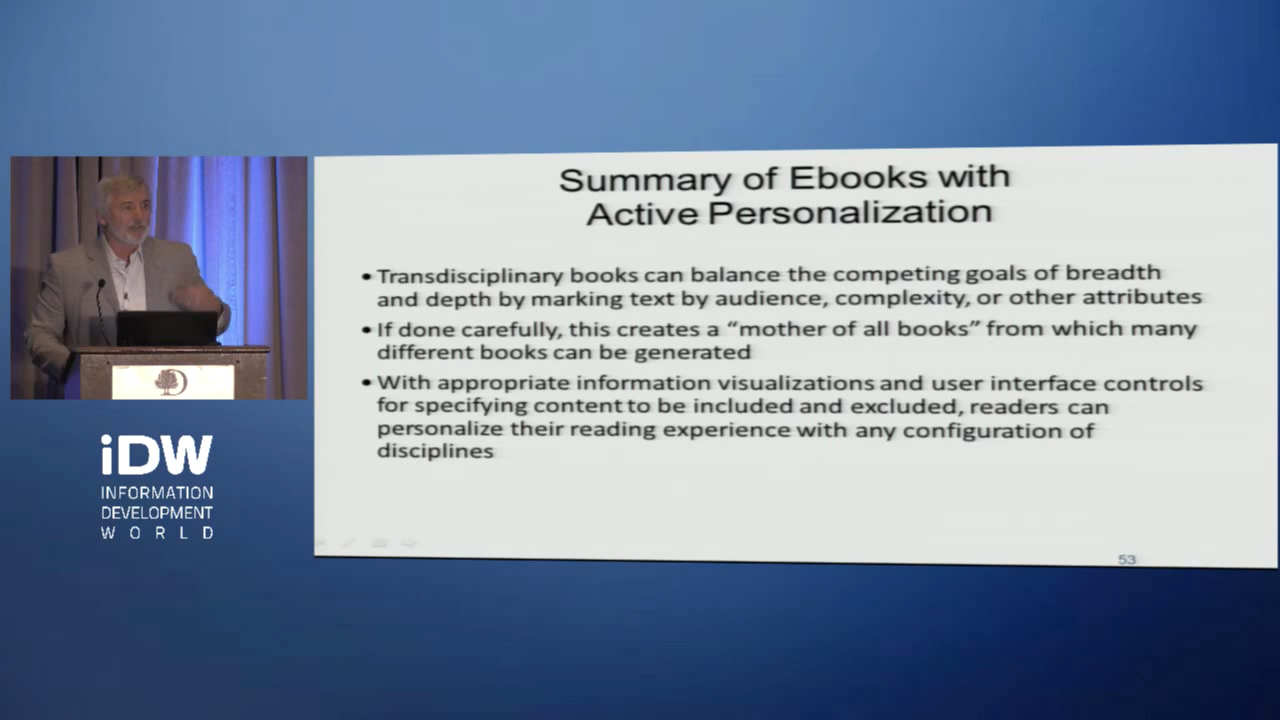 Summary of Ebooks with
Active Personalization
• Transdisciplinary books can balance the competing goals of breadth
and depth by marking text by audience, complexity, or other attributes
• If done carefully, this creates a “mother of all books” from which many
different books can be generated
• With appropriate information visualizations and user interface controls
for specifying content to be included and excluded, readers can
personalize their reading experience with any configuration of
disciplines
53
D
iDW
INFORMATION
DEVELOPMENT
WORLD